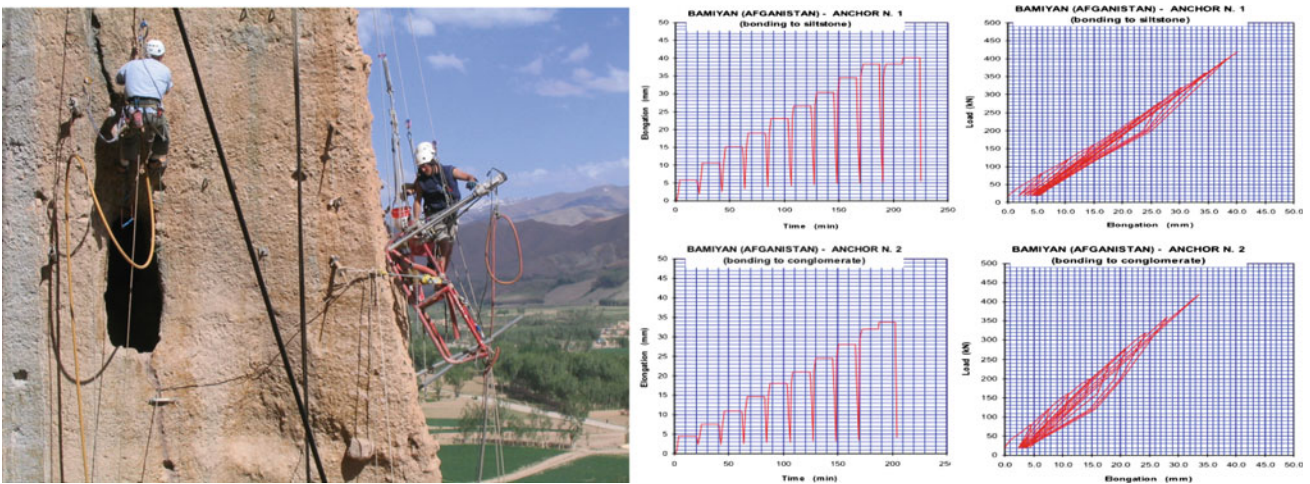 BAMIYAN (AFGANISTAN) - ANCHOR N. 1
(bonding to siltstone)
Elongation (mm)
50
45
40
35
30
25
20
15
10
5
0
0 50 100 150 200 250
Time (min)
BAMIYAN (AFGANISTAN) - ANCHOR N. 1
(bonding to siltstone)
Load (kN)
500
450
400
350
300
250
200
150
100
50
0
0.0 5.0 10.0 15.0 20.0 25.0 30.0 35.0 40.0 45.0 50.0
Elongation (mm)
BAMIYAN (AFGANISTAN) - ANCHOR N. 2
(bonding to conglomerate)
Elongation (mm)
50
45
40
35
30
25
20
15
10
5
0
0 50 100 150 200 250
Time (min)
BAMIYAN (AFGANISTAN) - ANCHOR N. 2
(bonding to conglomerate)
Load (kN)
500
450
400
350
300
250
200
150
100
50
0
0.0 5.0 10.0 15.0 20.0 25.0 30.0 35.0 40.0 45.0 50.0
Elongation (mm)